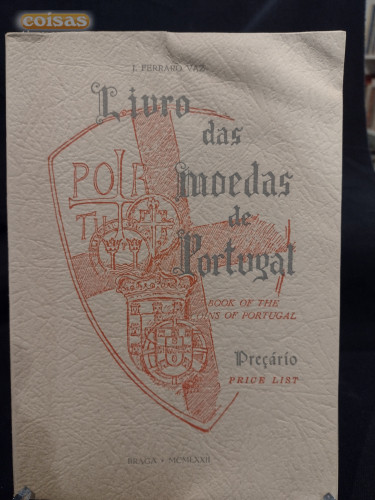 coisas
J. FERRARO VAZ
Livro
das
moedas
de
Portugal
BOOK OF THE
COINS OF PORTUGAL
Preçário
PRICE LIST
BRAGA • MCMLXXII